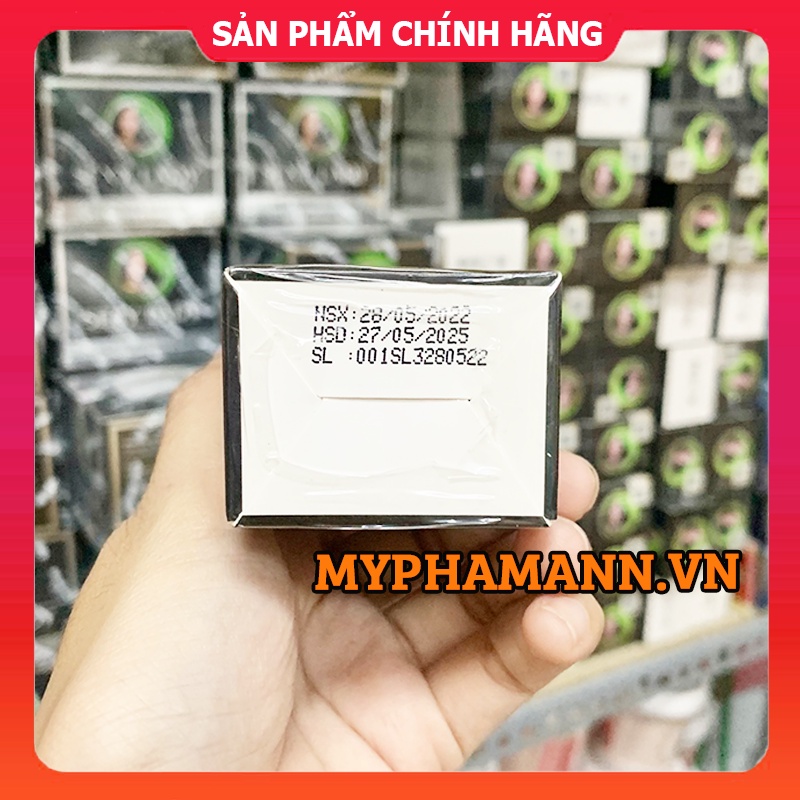 SẢN PHẨM CHÍNH HÃNG
NSX:28/05/2022
HSD:27/05/2025
SL :001SL3280522
MYPHAMANN.VN